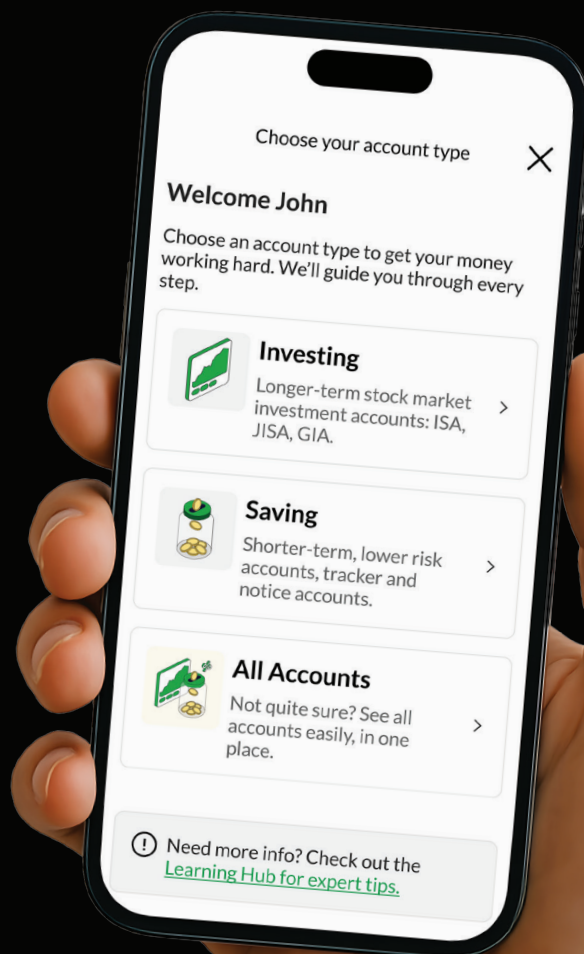 Choose your account type
Welcome John
Choose an account type to get your money
working hard. We'll guide you through every
step.
Investing
Longer-term stock market
investment accounts: ISA,
JISA, GIA.
Saving
Shorter-term, lower risk
accounts, tracker and
notice accounts.
All Accounts
Not quite sure? See all
accounts easily, in one
place.
Need more info? Check out the
Learning Hub for expert tips.